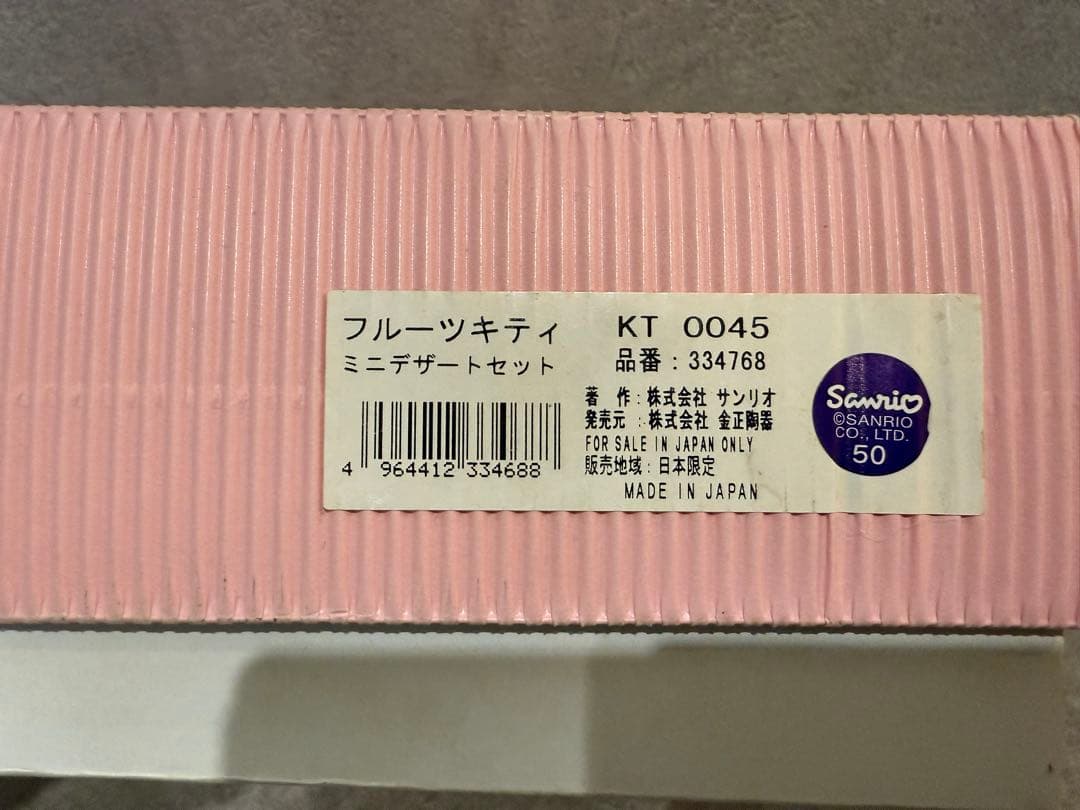 フルーツキティ
ミニデザートセット
4 964412 334688
KT 0045
品番：334768
著 作：株式会社 サンリオ
発売元：株式会社 金正陶器
FOR SALE IN JAPAN ONLY
販売地域：日本限定
MADE IN JAPAN
Sanrio
©SANRIO
CO., LTD.
50